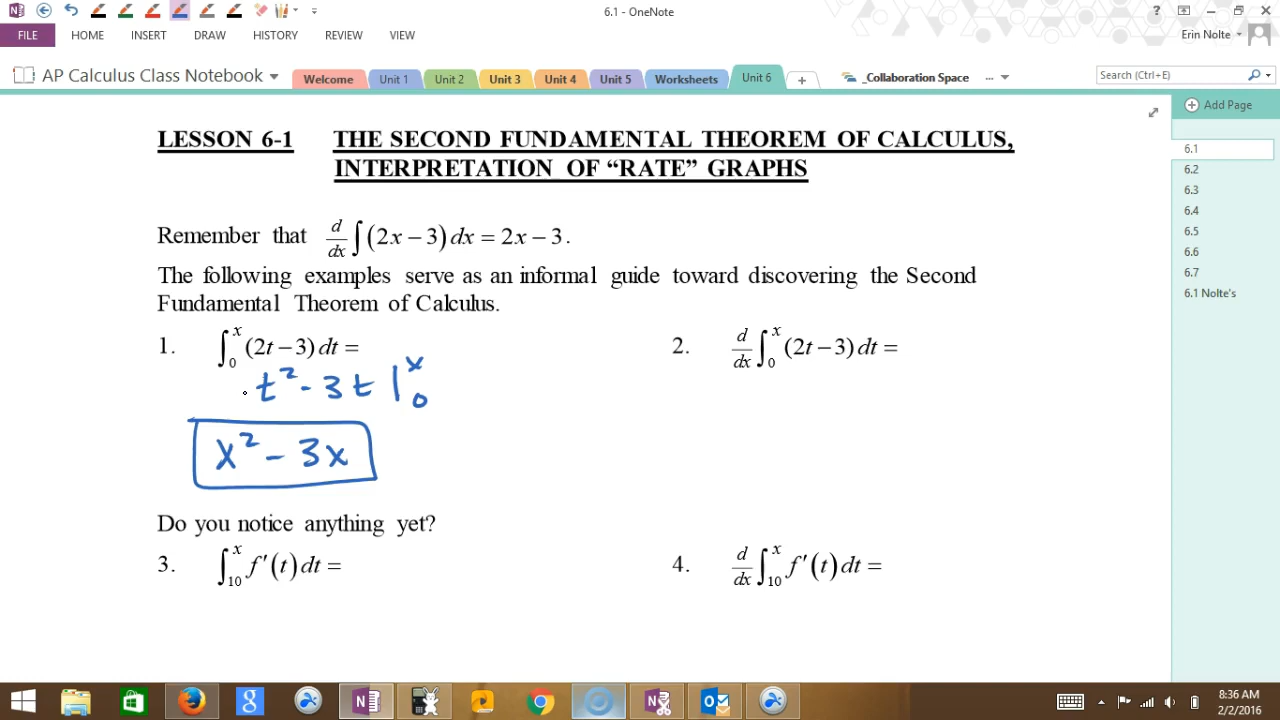 6.1 - OneNote
FILE HOME INSERT DRAW HISTORY REVIEW VIEW
Erin Nolte
AP Calculus Class Notebook
Welcome Unit 1 Unit 2 Unit 3 Unit 4 Unit 5 Worksheets Unit 6 + _Collaboration Space ...
Search (Ctrl+E)
Add Page
6.1
6.2
6.3
6.4
6.5
6.6
6.7
6.1 Nolte's
LESSON 6-1 THE SECOND FUNDAMENTAL THEOREM OF CALCULUS,
INTERPRETATION OF “RATE” GRAPHS
Remember that d/dx ∫(2x − 3) dx = 2x − 3.
The following examples serve as an informal guide toward discovering the Second
Fundamental Theorem of Calculus.
1. ∫₀ˣ (2t − 3) dt = 2. d/dx ∫₀ˣ (2t − 3) dt =
t² - 3t |₀ˣ
x² - 3x
Do you notice anything yet?
3. ∫₁₀ˣ f′(t) dt = 4. d/dx ∫₁₀ˣ f′(t) dt =
8:36 AM
2/2/2016